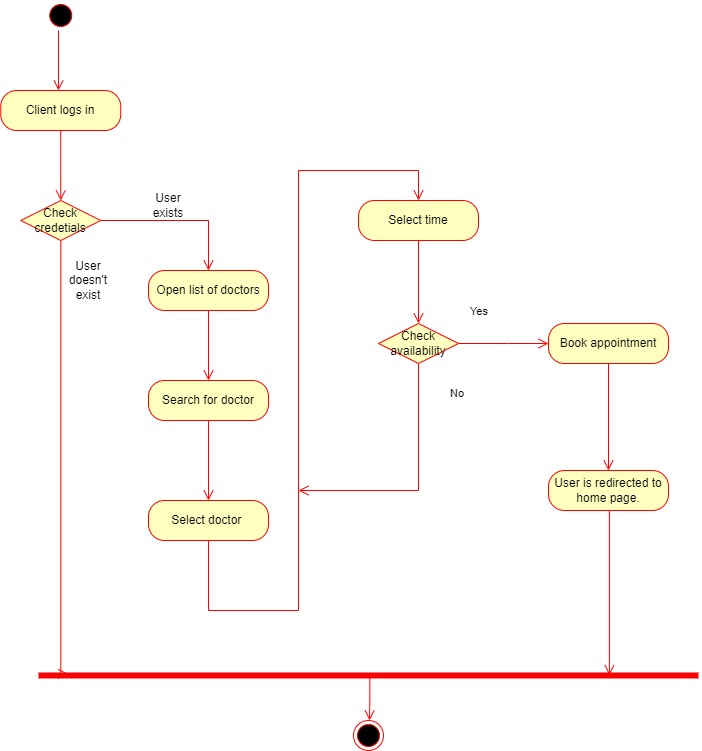 Client logs in
Check
credetials
User
exists
User
doesn't
exist
Open list of doctors
Search for doctor
Select doctor
Select time
Check
availability
Yes
No
Book appointment
User is redirected to
home page.